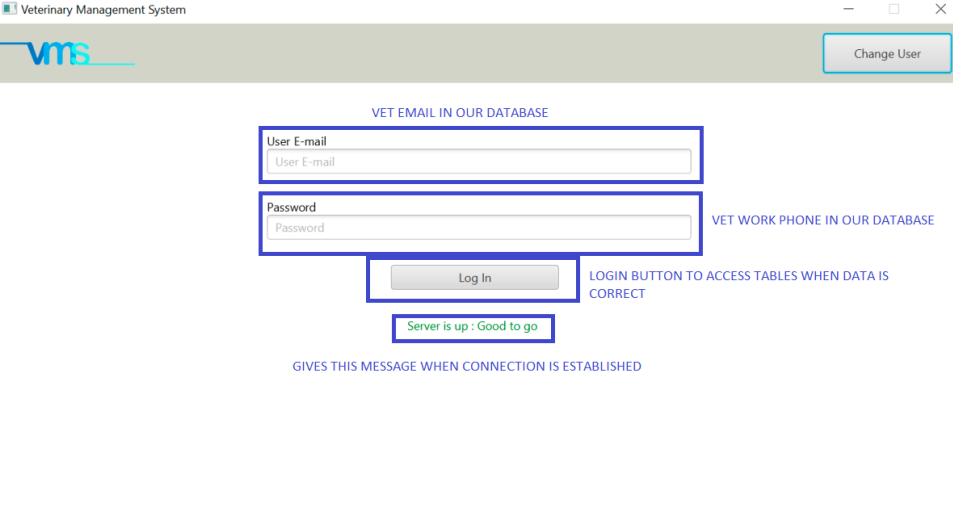 Veterinary Management System
vms
Change User
VET EMAIL IN OUR DATABASE
User E-mail
User E-mail
Password
Password
VET WORK PHONE IN OUR DATABASE
Log In
LOGIN BUTTON TO ACCESS TABLES WHEN DATA IS
CORRECT
Server is up : Good to go
GIVES THIS MESSAGE WHEN CONNECTION IS ESTABLISHED